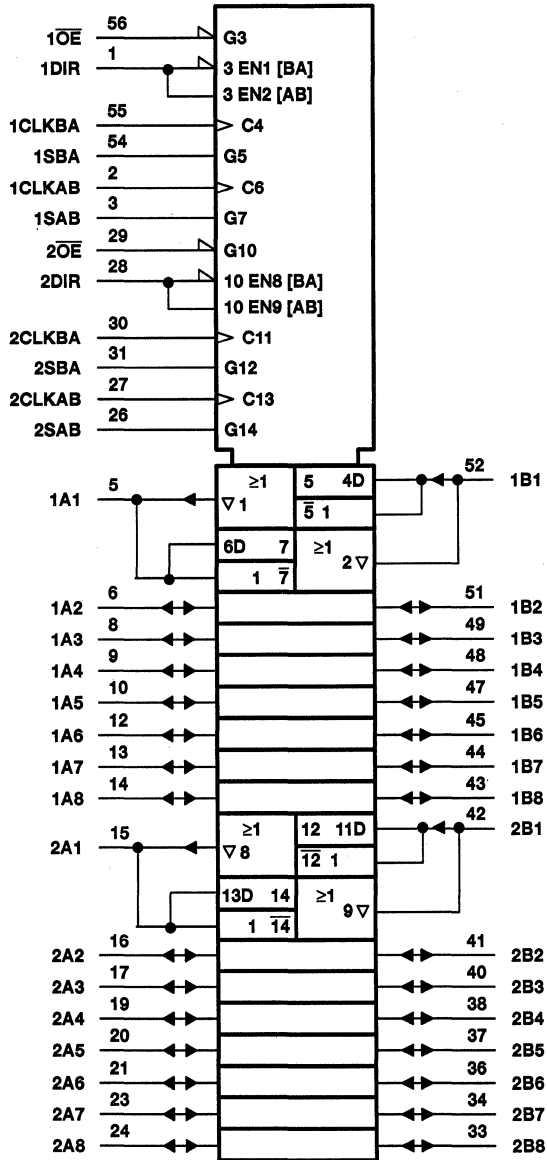 56
1OE G3
1
1DIR 3 EN1 [BA]
3 EN2 [AB]
55
1CLKBA C4
54
1SBA G5
2
1CLKAB C6
3
1SAB G7
29
2OE G10
28
2DIR 10 EN8 [BA]
10 EN9 [AB]
30
2CLKBA C11
31
2SBA G12
27
2CLKAB C13
26
2SAB G14
5 ≥1 5 4D 52
1A1 ▽1 5 1 1B1
6D 7 ≥1
1 7 2▽
6 51
1A2 1B2
8 49
1A3 1B3
9 48
1A4 1B4
10 47
1A5 1B5
12 45
1A6 1B6
13 44
1A7 1B7
14 43
1A8 1B8
15 ≥1 12 11D 42
2A1 ▽8 12 1 2B1
13D 14 ≥1
1 14 9▽
16 41
2A2 2B2
17 40
2A3 2B3
19 38
2A4 2B4
20 37
2A5 2B5
21 36
2A6 2B6
23 34
2A7 2B7
24 33
2A8 2B8